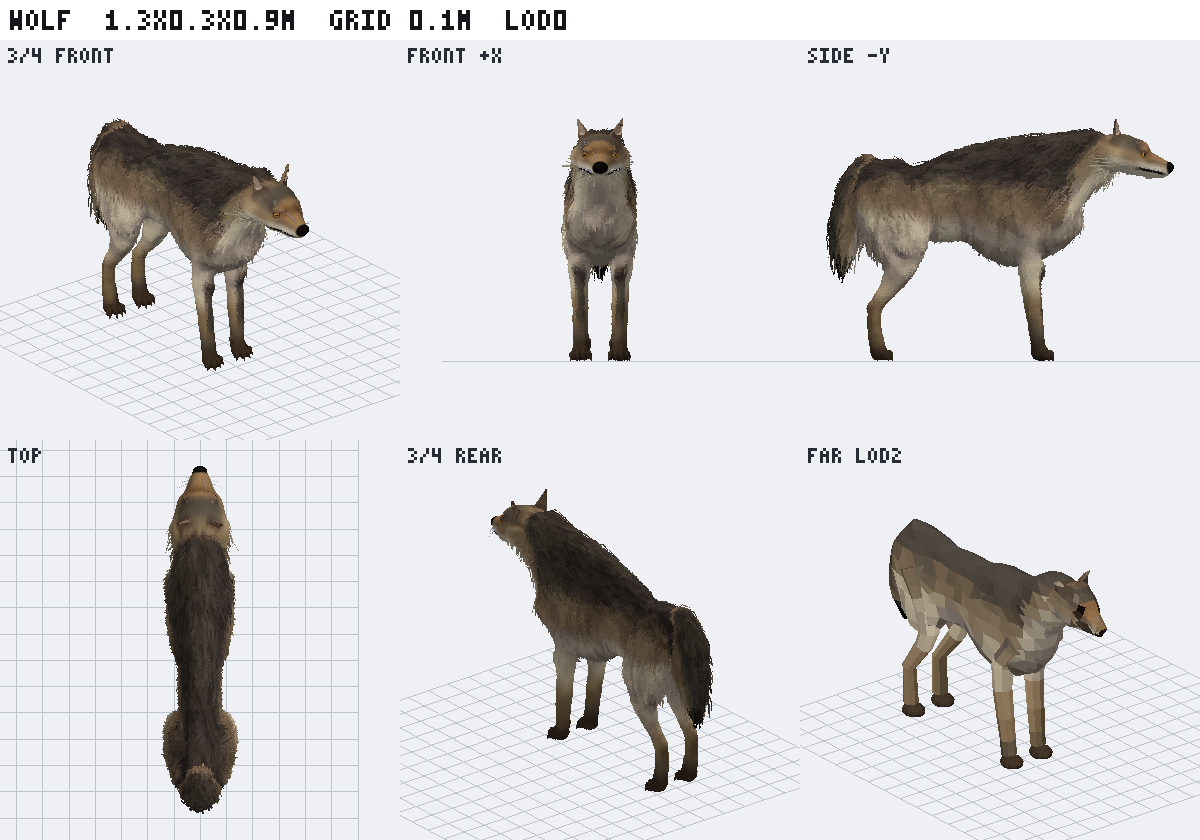 WOLF 1.3X0.3X0.9M GRID 0.1M LOD0
3/4 FRONT
FRONT +X
SIDE -Y
TOP
3/4 REAR
FAR LOD2